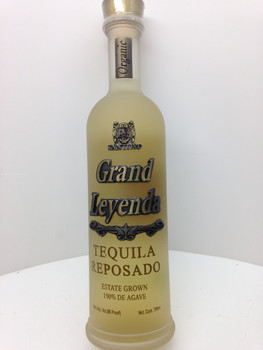 Organic
Grand
Leyenda
TEQUILA
REPOSADO
ESTATE GROWN
100% DE AGAVE